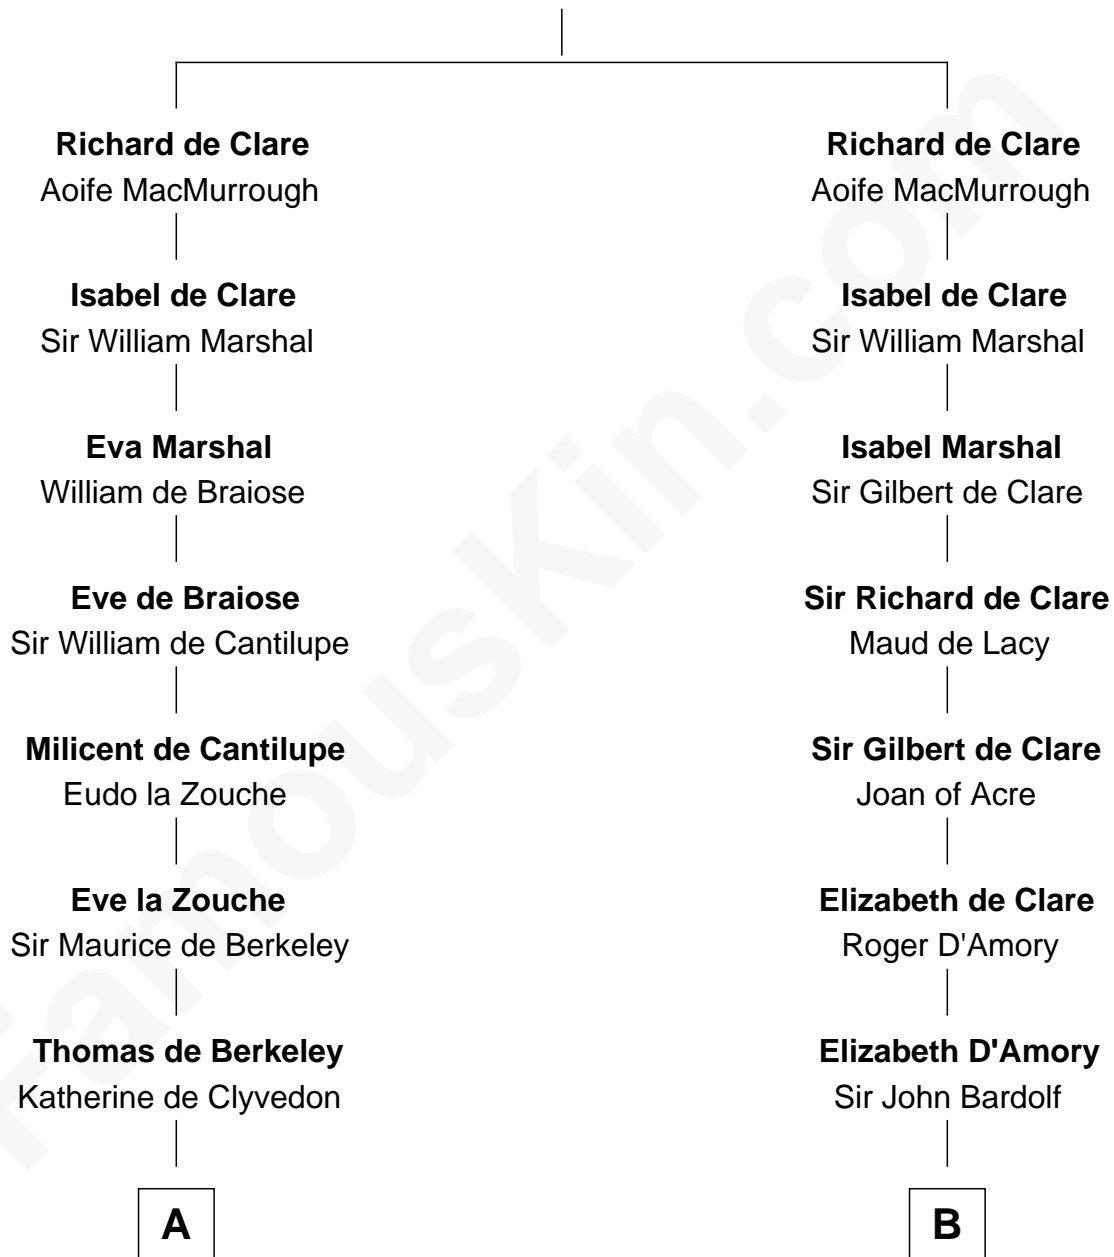 Richard de Clare
Aoife MacMurrough
Isabel de Clare
Sir William Marshal
Eva Marshal
William de Braiose
Eve de Braiose
Sir William de Cantilupe
Milicent de Cantilupe
Eudo la Zouche
Eve la Zouche
Sir Maurice de Berkeley
Thomas de Berkeley
Katherine de Clyvedon
A
Richard de Clare
Aoife MacMurrough
Isabel de Clare
Sir William Marshal
Isabel Marshal
Sir Gilbert de Clare
Sir Richard de Clare
Maud de Lacy
Sir Gilbert de Clare
Joan of Acre
Elizabeth de Clare
Roger D'Amory
Elizabeth D'Amory
Sir John Bardolf
B
FamousKin.com